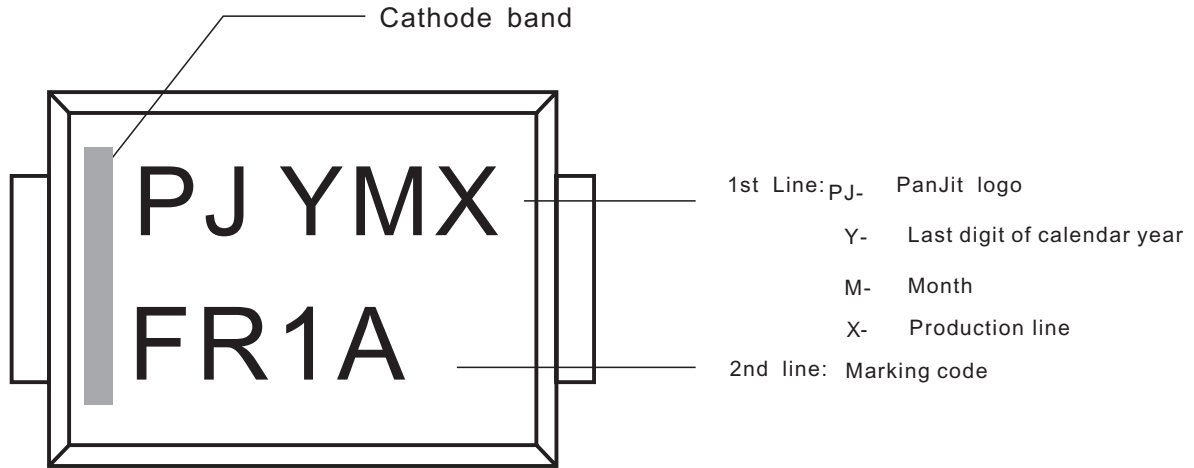 Cathode band
PJ YMX
FR1A
1st Line: PJ- PanJit logo
Y- Last digit of calendar year
M- Month
X- Production line
2nd line: Marking code